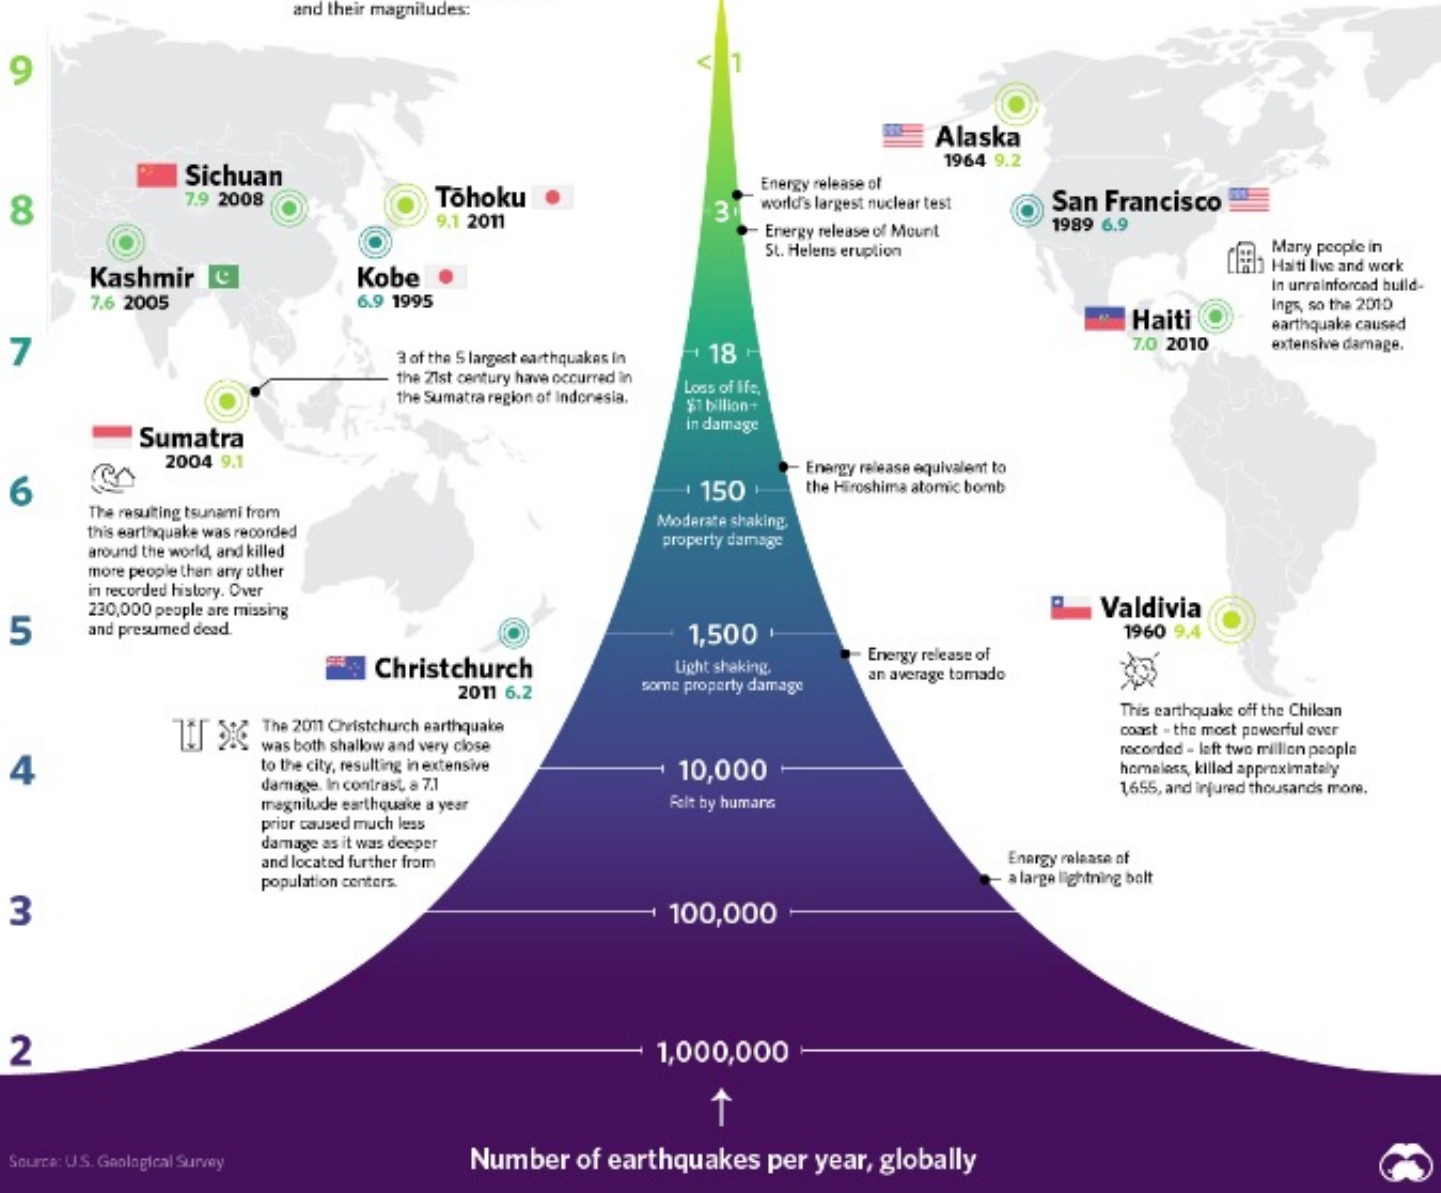 and their magnitudes:
9
8
7
6
5
4
3
2
Sichuan
7.9 2008
Kashmir
7.6 2005
Tōhoku
9.1 2011
Kobe
6.9 1995
3 of the 5 largest earthquakes in
the 21st century have occurred in
the Sumatra region of Indonesia.
Sumatra
2004 9.1
The resulting tsunami from
this earthquake was recorded
around the world, and killed
more people than any other
in recorded history. Over
230,000 people are missing
and presumed dead.
Christchurch
2011 6.2
The 2011 Christchurch earthquake
was both shallow and very close
to the city, resulting in extensive
damage. In contrast, a 7.1
magnitude earthquake a year
prior caused much less
damage as it was deeper
and located further from
population centers.
< 1
3
18
Loss of life,
$1 billion+
in damage
150
Moderate shaking,
property damage
1,500
Light shaking,
some property damage
10,000
Felt by humans
100,000
1,000,000
Energy release of
world's largest nuclear test
Energy release of Mount
St. Helens eruption
Energy release equivalent to
the Hiroshima atomic bomb
Energy release of
an average tornado
Energy release of
a large lightning bolt
Alaska
1964 9.2
San Francisco
1989 6.9
Many people in
Haiti live and work
in unreinforced build-
ings, so the 2010
earthquake caused
extensive damage.
Haiti
7.0 2010
Valdivia
1960 9.4
This earthquake off the Chilean
coast – the most powerful ever
recorded – left two million people
homeless, killed approximately
1,655, and injured thousands more.
Number of earthquakes per year, globally
Source: U.S. Geological Survey